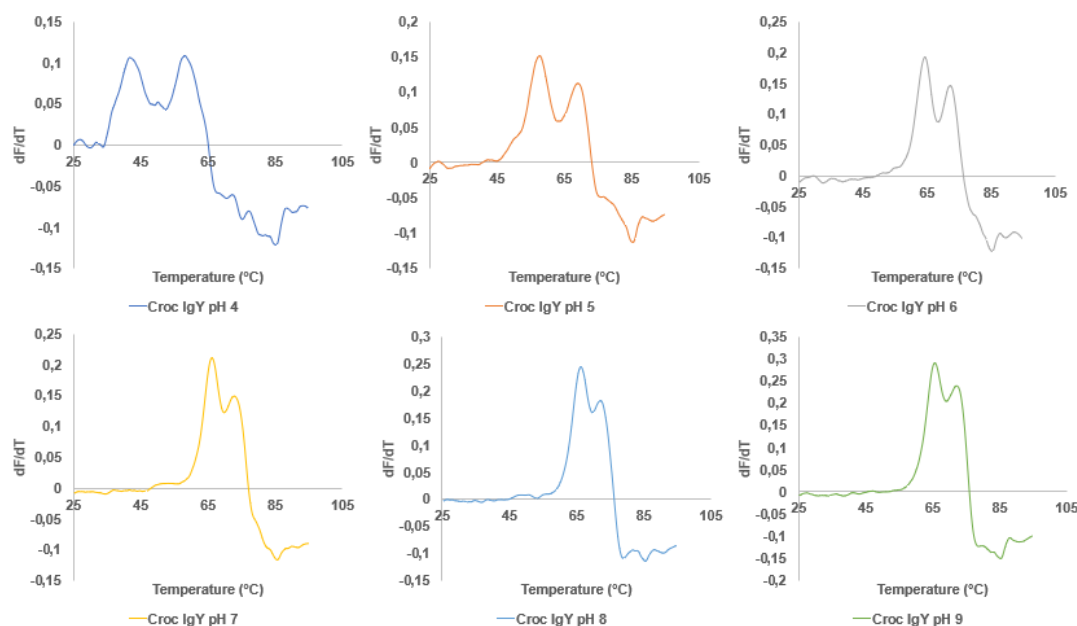 0,15
0,1
0,05
0
-0,05
-0,1
-0,15
25 45 65 85 105
dF/dT
Temperature (°C)
Croc IgY pH 4
0,2
0,15
0,1
0,05
0
-0,05
-0,1
-0,15
25 45 65 85 105
dF/dT
Temperature (°C)
Croc IgY pH 5
0,25
0,2
0,15
0,1
0,05
0
-0,05
-0,1
-0,15
25 45 65 85 105
dF/dT
Temperature (°C)
Croc IgY pH 6
0,25
0,2
0,15
0,1
0,05
0
-0,05
-0,1
-0,15
25 45 65 85 105
dF/dT
Temperature (°C)
Croc IgY pH 7
0,3
0,25
0,2
0,15
0,1
0,05
0
-0,05
-0,1
-0,15
25 45 65 85 105
dF/dT
Temperature (°C)
Croc IgY pH 8
0,35
0,3
0,25
0,2
0,15
0,1
0,05
0
-0,05
-0,1
-0,15
-0,2
25 45 65 85 105
dF/dT
Temperature (°C)
Croc IgY pH 9